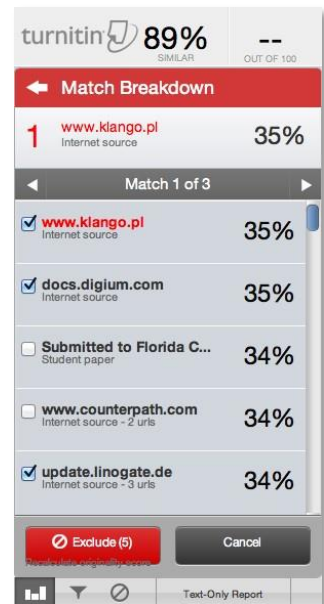 turnitin 89% --
SIMILAR OUT OF 100
Match Breakdown
1 www.klango.pl 35%
Internet source
Match 1 of 3
www.klango.pl 35%
Internet source
docs.digium.com 35%
Internet source
Submitted to Florida C... 34%
Student paper
www.counterpath.com 34%
Internet source - 2 urls
update.linogate.de 34%
Internet source - 3 urls
Exclude (5) Cancel
Recalculate originality score
Text-Only Report